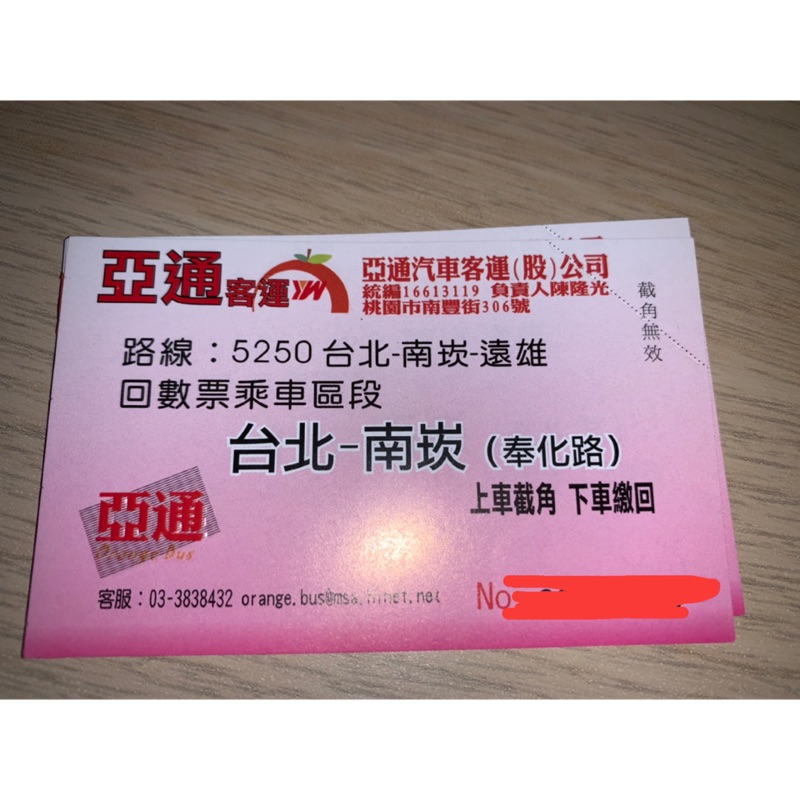 亞通客運 YW
亞通汽車客運(股)公司
統編16613119 負責人陳隆光
桃園市南豐街306號
截角無效
路線：5250 台北-南崁-遠雄
回數票乘車區段
台北-南崁（奉化路）
上車截角 下車繳回
亞通
Orange Bus
客服：03-3838432 orange.bus@msa.hinet.net
No